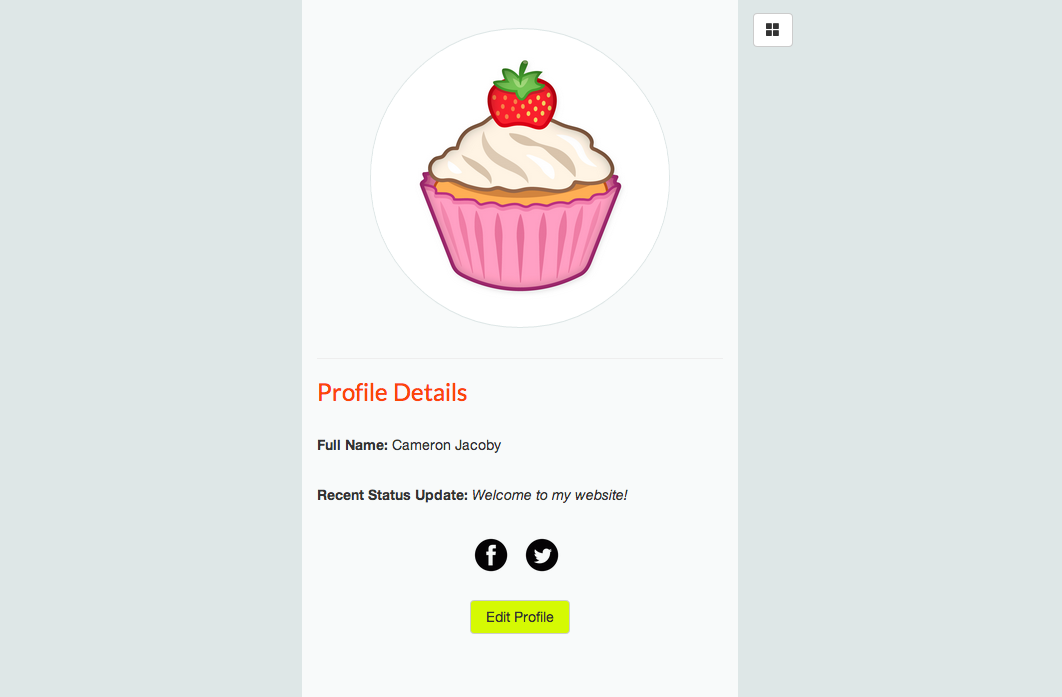 Profile Details
Full Name: Cameron Jacoby
Recent Status Update: Welcome to my website!
Edit Profile